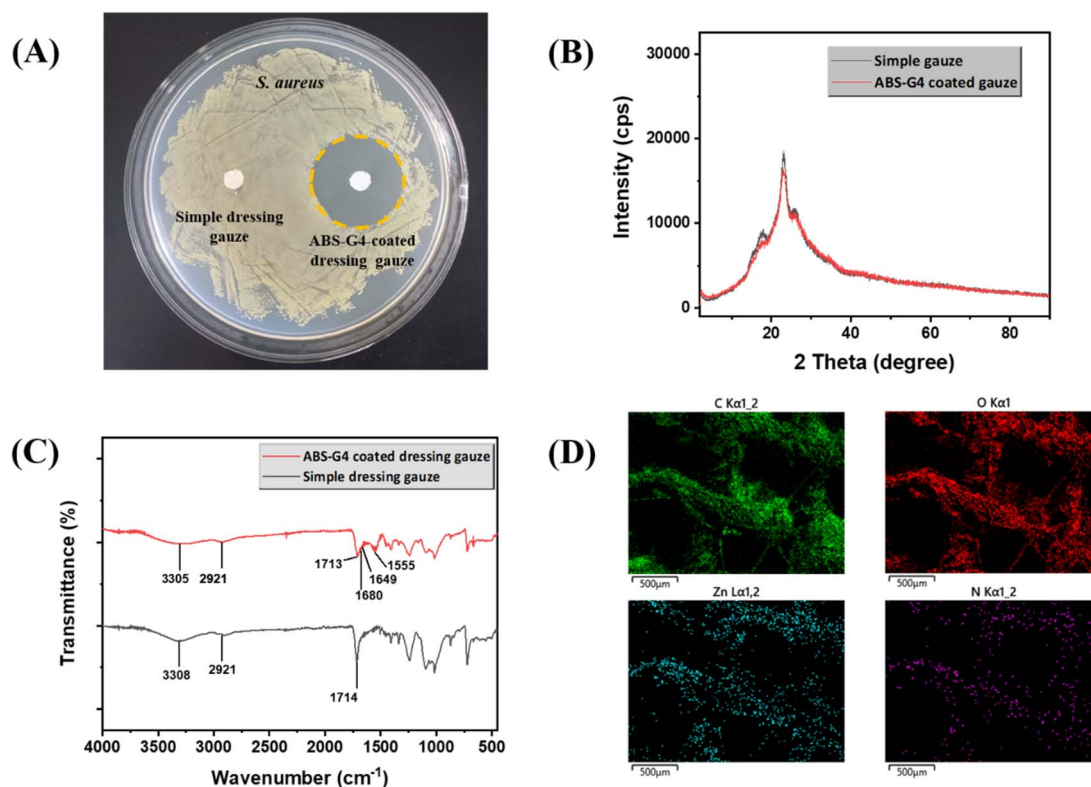 (A)
S. aureus
Simple dressing
gauze
ABS-G4 coated
dressing gauze
(B)
Simple gauze
ABS-G4 coated gauze
30000
20000
10000
0
Intensity (cps)
20
40
60
80
2 Theta (degree)
(C)
ABS-G4 coated dressing gauze
Simple dressing gauze
Transmittance (%)
3305
2921
1713
1680
1649
1555
3308
2921
1714
4000
3500
3000
2500
2000
1500
1000
500
Wavenumber (cm⁻¹)
(D)
C Kα1_2
O Kα1
500μm
500μm
Zn Lα1,2
N Kα1_2
500μm
500μm